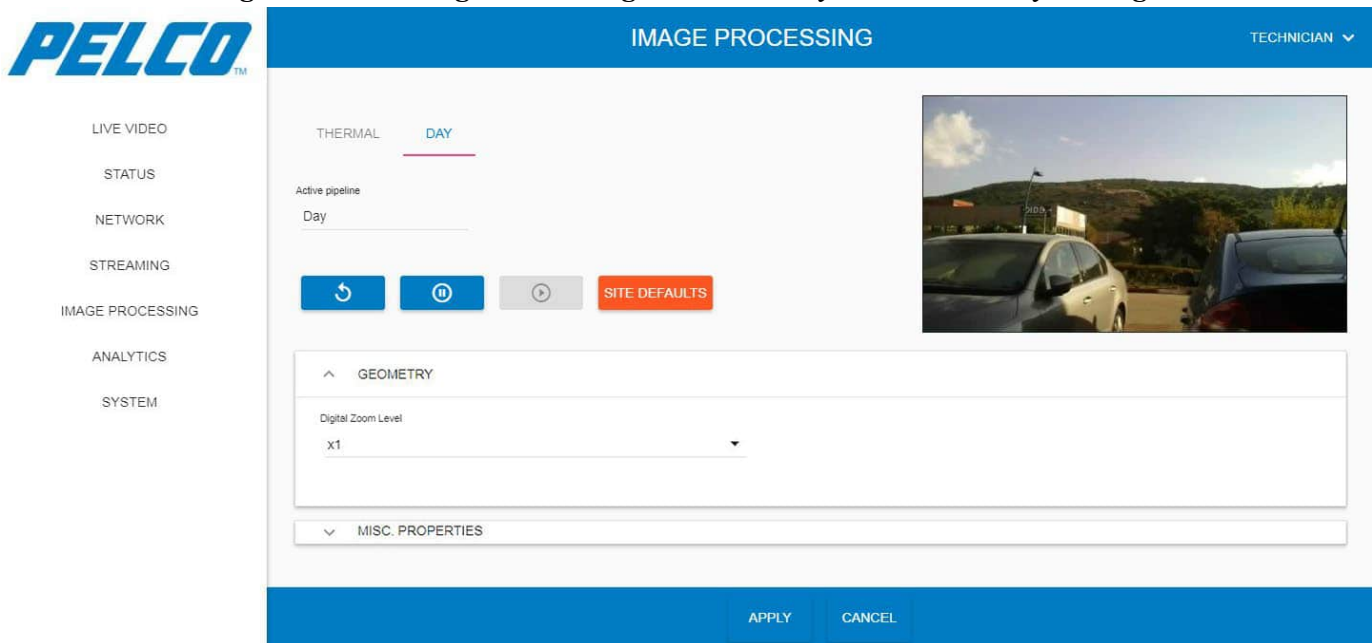 PELCO TM
IMAGE PROCESSING
TECHNICIAN
LIVE VIDEO
STATUS
NETWORK
STREAMING
IMAGE PROCESSING
ANALYTICS
SYSTEM
THERMAL DAY
Active pipeline
Day
SITE DEFAULTS
GEOMETRY
Digital Zoom Level
x1
MISC. PROPERTIES
APPLY CANCEL